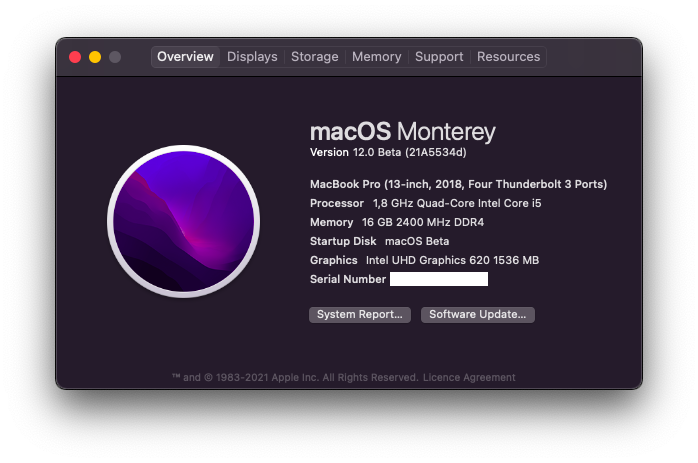 Overview Displays Storage Memory Support Resources
macOS Monterey
Version 12.0 Beta (21A5534d)
MacBook Pro (13-inch, 2018, Four Thunderbolt 3 Ports)
Processor 1,8 GHz Quad-Core Intel Core i5
Memory 16 GB 2400 MHz DDR4
Startup Disk macOS Beta
Graphics Intel UHD Graphics 620 1536 MB
Serial Number
System Report... Software Update...
™ and © 1983-2021 Apple Inc. All Rights Reserved. Licence Agreement